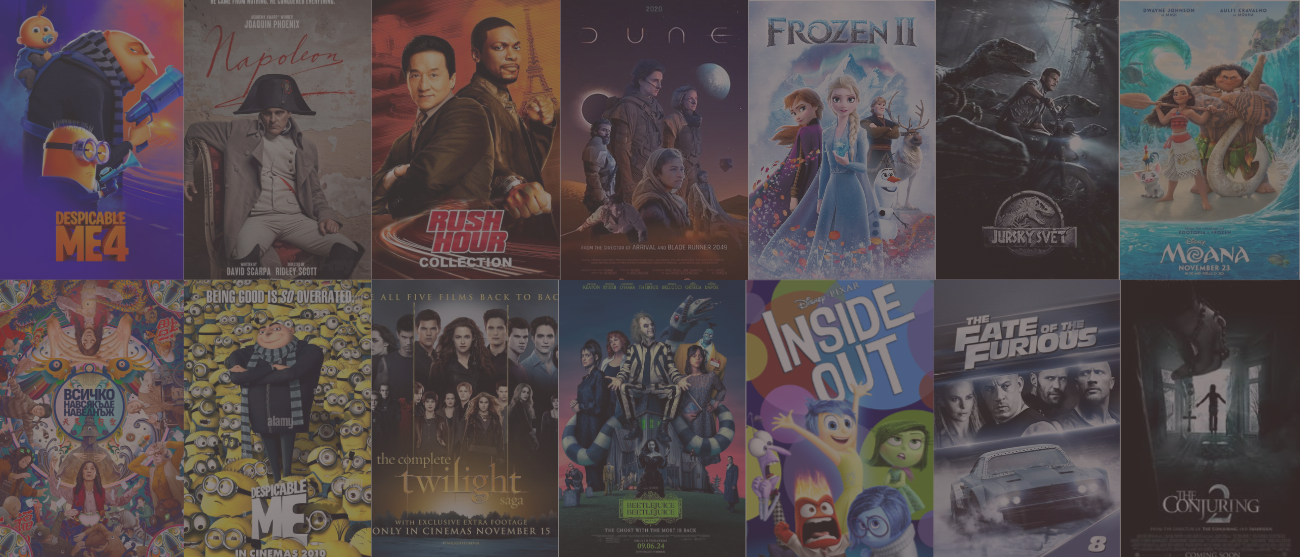 DESPICABLE
ME 4
HE CAME FROM NOTHING. HE CONQUERED EVERYTHING.
JOAQUIN PHOENIX
Napoleon
DAVID SCARPA RIDLEY SCOTT
RUSH
HOUR
COLLECTION
2020
DUNE
FROM THE DIRECTOR OF ARRIVAL AND BLADE RUNNER 2049
FROZEN II
JURSKÝ SVĚT
DWAYNE JOHNSON AULI'I CRAVALHO
Disney
MOANA
NOVEMBER 23
ВСИЧКО
НАВСЯКЪДЕ
НАВЕДНЪЖ
BEING GOOD IS SO OVERRATED.
alamy
DESPICABLE
ME
IN CINEMAS 2010
ALL FIVE FILMS BACK TO BAC
the complete
twilight
saga
WITH EXCLUSIVE EXTRA FOOTAGE
ONLY IN CINEMAS NOVEMBER 15
BEETLEJUICE
BEETLEJUICE
THE GHOST WITH THE MOST IS BACK
09.06.24
Disney PIXAR
INSIDE
OUT
THE
FATE OF THE
FURIOUS
8
THE
CONJURING
2
COMING SOON